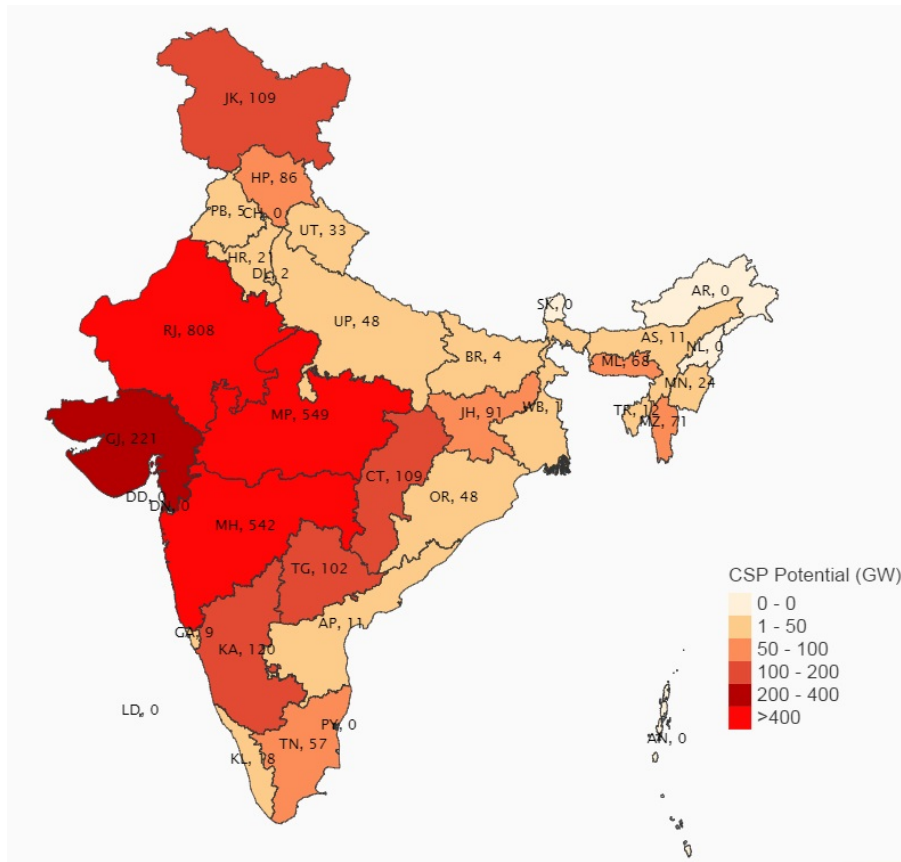 JK, 109
HP, 86
PB, 5
CH, 0
UT, 33
HR, 2
DL, 2
SK, 0
AR, 0
RJ, 808
UP, 48
AS, 11
NL, 0
BR, 4
ML, 68
MN, 24
MP, 549
JH, 91
WB,
TR, 12
MZ, 71
GJ, 221
CT, 109
DD, 0
OR, 48
MH, 542
TG, 102
CSP Potential (GW)
0 - 0
1 - 50
50 - 100
100 - 200
200 - 400
>400
GA, 9
AP, 11
KA, 120
LD, 0
PY, 0
TN, 57
AN, 0
KL,